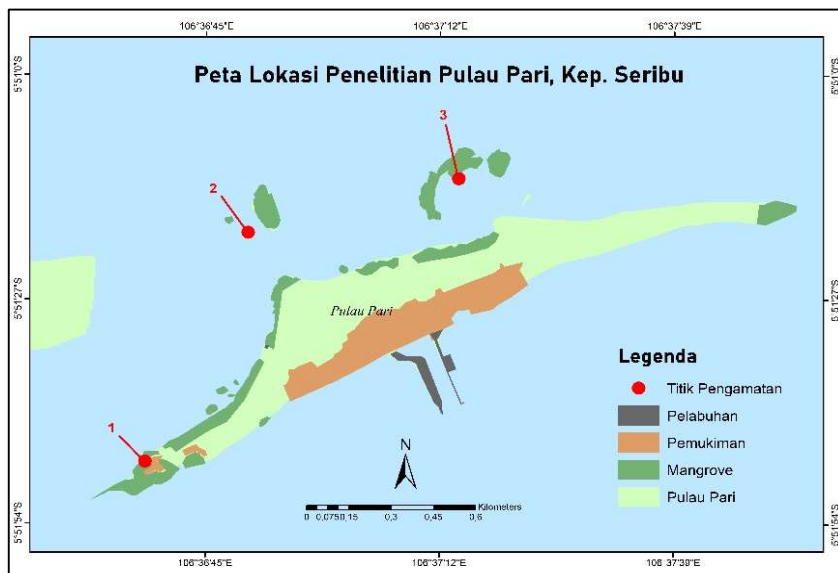 106°36'45"E 106°37'12"E 106°37'39"E
5°51'0"S 5°51'0"S
Peta Lokasi Penelitian Pulau Pari, Kep. Seribu
3
2
5°51'27"S 5°51'27"S
Pulau Pari
Legenda
Titik Pengamatan
Pelabuhan
Pemukiman
Mangrove
Pulau Pari
1
N
Kilometers
0 0,075 0,15 0,3 0,45 0,6
5°51'54"S 5°51'54"S
106°36'45"E 106°37'12"E 106°37'39"E